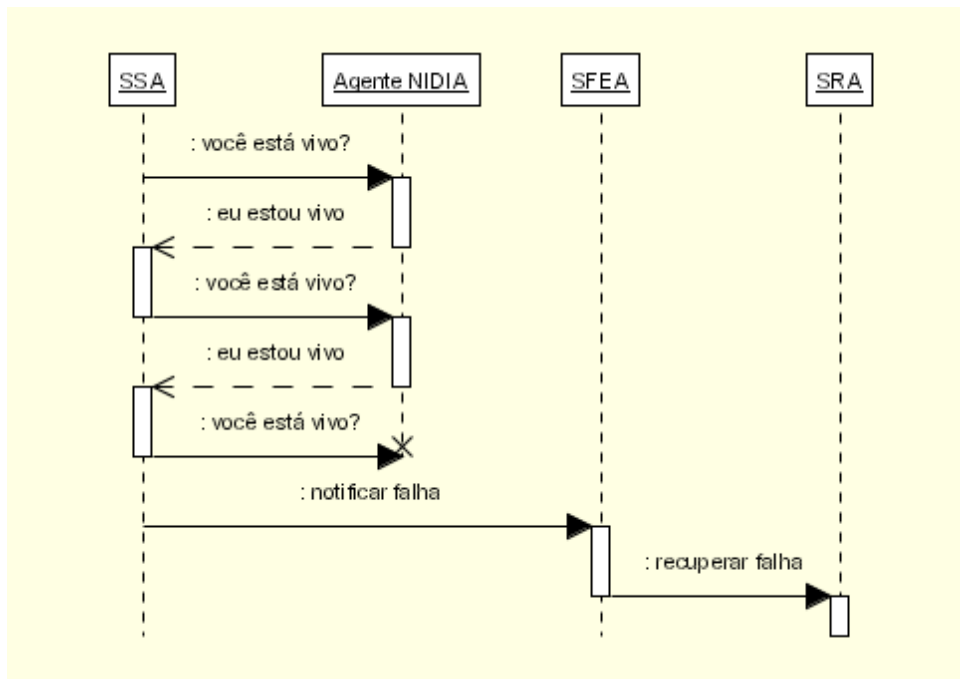 SSA
Agente NIDIA
SFEA
SRA
: você está vivo?
: eu estou vivo
: você está vivo?
: eu estou vivo
: você está vivo?
: notificar falha
: recuperar falha